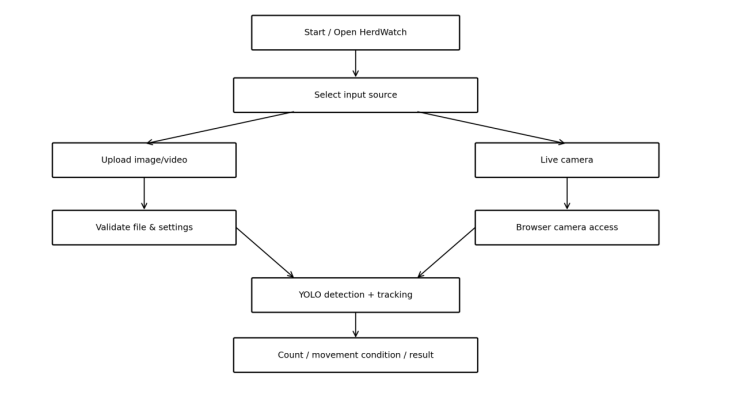 Start / Open HerdWatch
Select input source
Upload image/video
Live camera
Validate file & settings
Browser camera access
YOLO detection + tracking
Count / movement condition / result